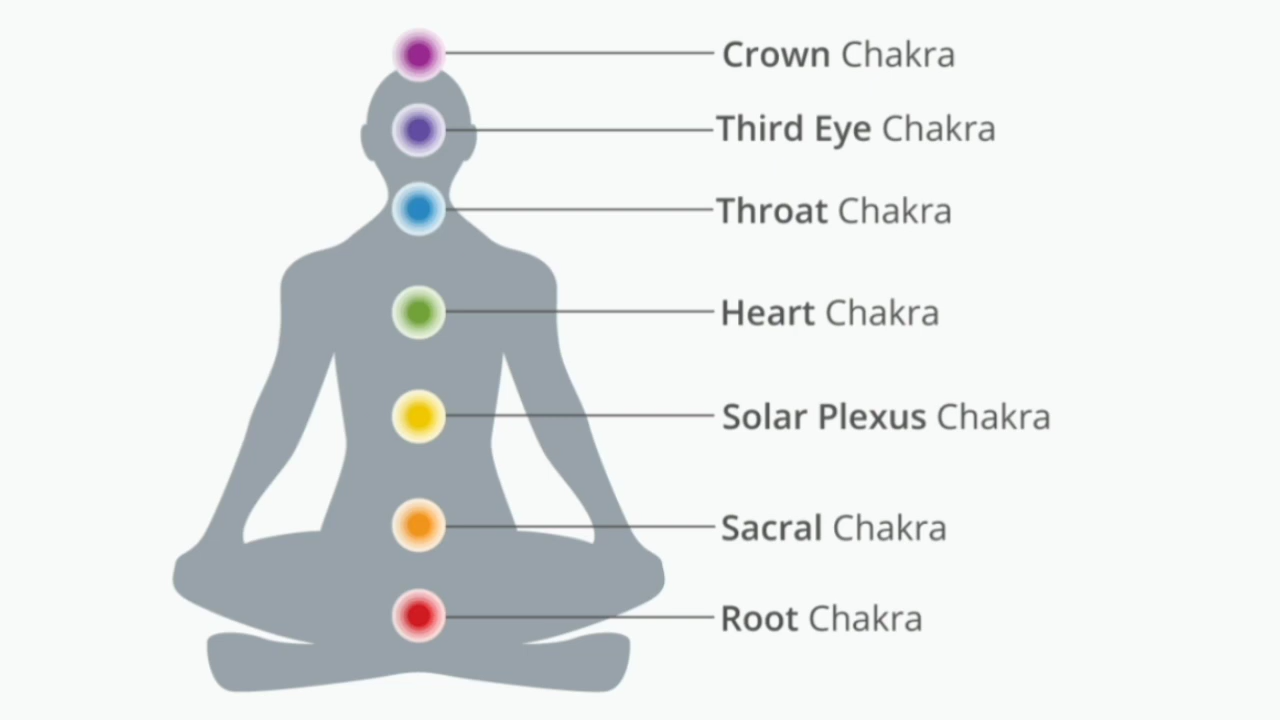 Crown Chakra
Third Eye Chakra
Throat Chakra
Heart Chakra
Solar Plexus Chakra
Sacral Chakra
Root Chakra